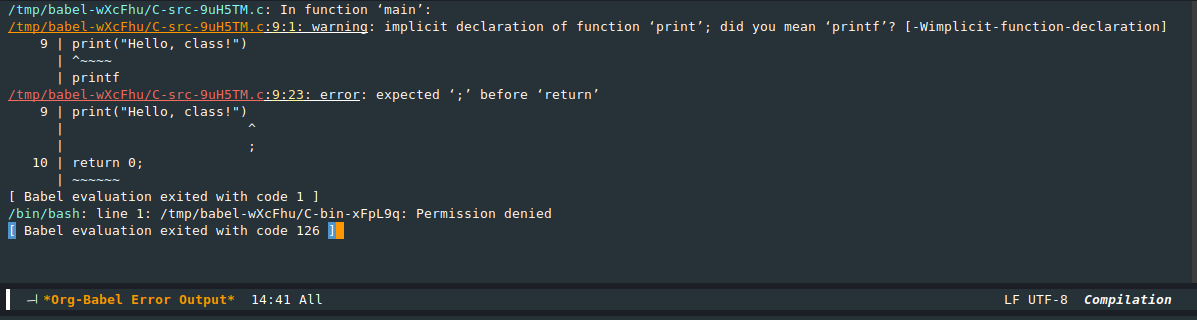 /tmp/babel-wXcFhu/C-src-9uH5TM.c: In function ‘main’:
/tmp/babel-wXcFhu/C-src-9uH5TM.c:9:1: warning: implicit declaration of function ‘print’; did you mean ‘printf’? [-Wimplicit-function-declaration]
    9 | print("Hello, class!")
      | ^~~~~
      | printf
/tmp/babel-wXcFhu/C-src-9uH5TM.c:9:23: error: expected ‘;’ before ‘return’
    9 | print("Hello, class!")
      |                       ^
      |                       ;
   10 | return 0;
      | ~~~~~~
[ Babel evaluation exited with code 1 ]
/bin/bash: line 1: /tmp/babel-wXcFhu/C-bin-xFpL9q: Permission denied
[ Babel evaluation exited with code 126 ]
*Org-Babel Error Output*  14:41 All LF UTF-8 Compilation